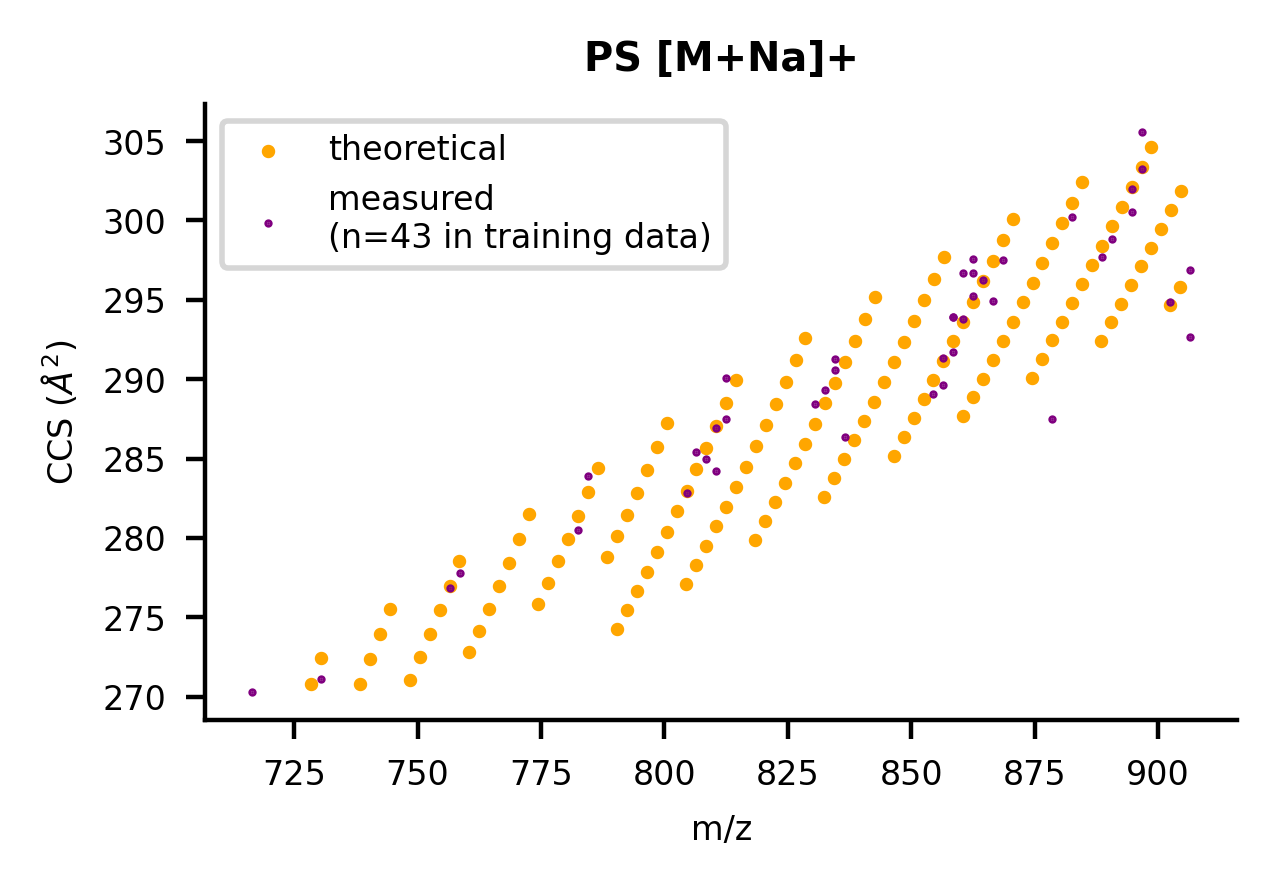 PS [M+Na]+
theoretical
measured
(n=43 in training data)
305
300
295
290
285
280
275
270
CCS (Å²)
725 750 775 800 825 850 875 900
m/z